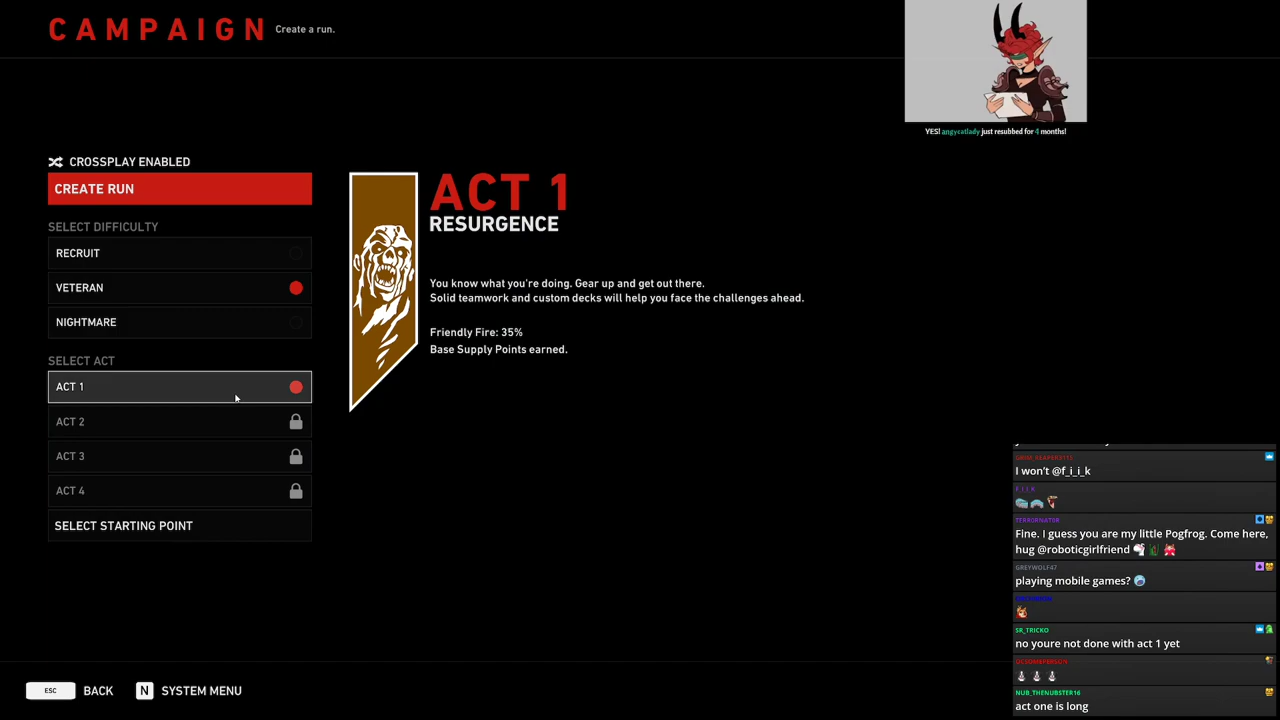 CAMPAIGN
Create a run.
YES! angycatlady just resubbed for 4 months!
CROSSPLAY ENABLED
CREATE RUN
SELECT DIFFICULTY
RECRUIT
VETERAN
NIGHTMARE
SELECT ACT
ACT 1
ACT 2
ACT 3
ACT 4
SELECT STARTING POINT
ACT 1
RESURGENCE
You know what you're doing. Gear up and get out there.
Solid teamwork and custom decks will help you face the challenges ahead.
Friendly Fire: 35%
Base Supply Points earned.
I won't @f_i_i_k
F_I_I_K
TERRORNATOR
FIne. I guess you are my little Pogfrog. Come here,
hug @roboticgirlfriend
GREYWOLF47
playing mobile games?
SR_TRICKO
no youre not done with act 1 yet
NUB_THENUBSTER16
act one is long
ESC BACK N SYSTEM MENU